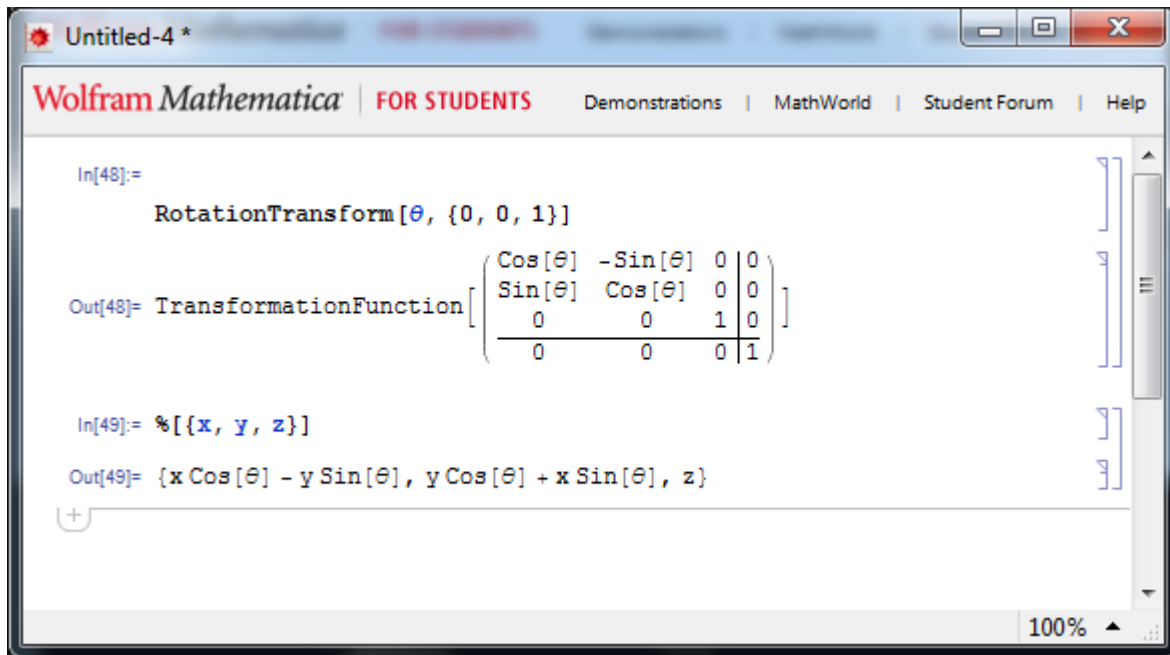 Untitled-4 *
Wolfram Mathematica | FOR STUDENTS Demonstrations | MathWorld | Student Forum | Help
In[48]:=
RotationTransform[θ, {0, 0, 1}]
Out[48]= TransformationFunction[
Cos[θ] -Sin[θ] 0 0
Sin[θ] Cos[θ] 0 0
0 0 1 0
0 0 0 1
]
In[49]:= %[{x, y, z}]
Out[49]= {x Cos[θ] - y Sin[θ], y Cos[θ] + x Sin[θ], z}
100%